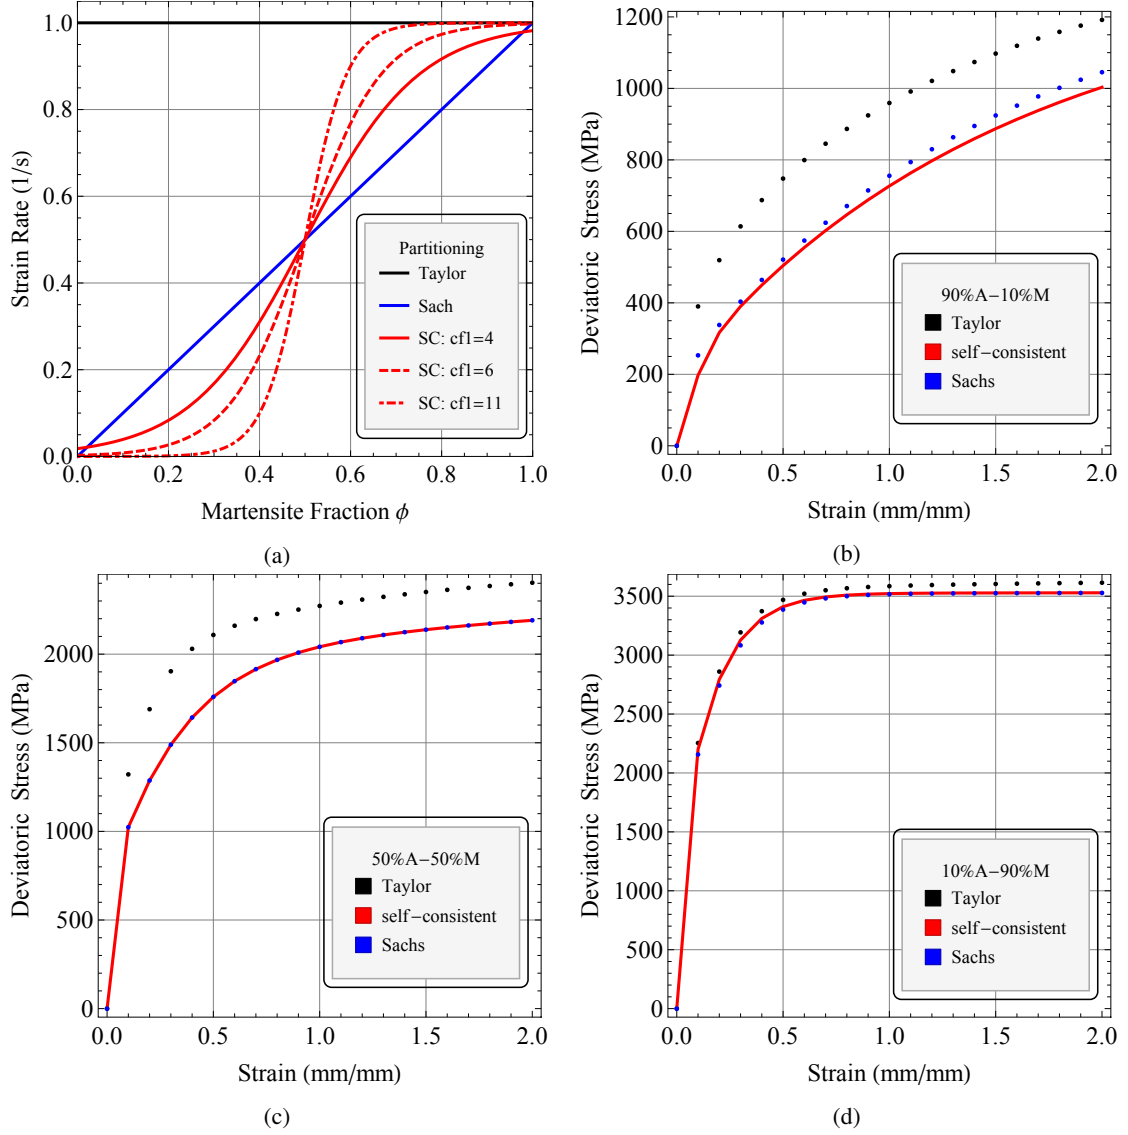 1.0
0.8
0.6
0.4
0.2
0.0
Strain Rate (1/s)
0.0 0.2 0.4 0.6 0.8 1.0
Martensite Fraction ϕ
Partitioning
Taylor
Sach
SC: cf1=4
SC: cf1=6
SC: cf1=11
(a)
1200
1000
800
600
400
200
0
Deviatoric Stress (MPa)
0.0 0.5 1.0 1.5 2.0
Strain (mm/mm)
90%A−10%M
Taylor
self−consistent
Sachs
(b)
2000
1500
1000
500
0
Deviatoric Stress (MPa)
0.0 0.5 1.0 1.5 2.0
Strain (mm/mm)
50%A−50%M
Taylor
self−consistent
Sachs
(c)
3500
3000
2500
2000
1500
1000
500
0
Deviatoric Stress (MPa)
0.0 0.5 1.0 1.5 2.0
Strain (mm/mm)
10%A−90%M
Taylor
self−consistent
Sachs
(d)